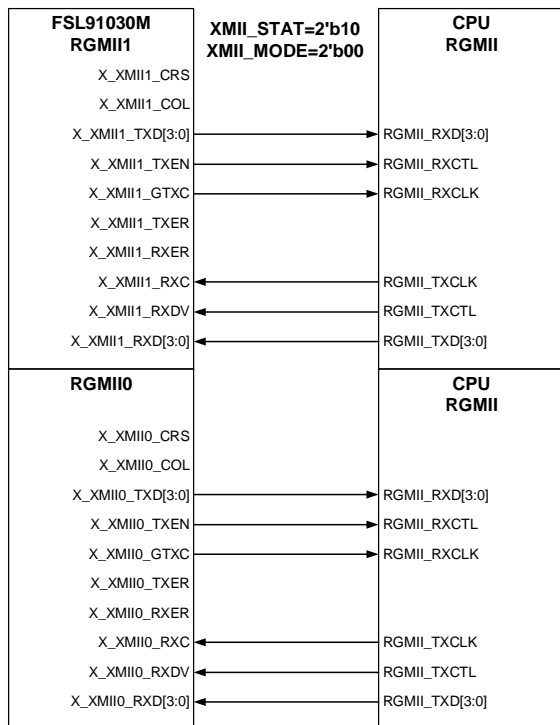 FSL91030M
RGMII1
XMII_STAT=2'b10
XMII_MODE=2'b00
CPU
RGMII
X_XMII1_CRS
X_XMII1_COL
X_XMII1_TXD[3:0]
RGMII_RXD[3:0]
X_XMII1_TXEN
RGMII_RXCTL
X_XMII1_GTXC
RGMII_RXCLK
X_XMII1_TXER
X_XMII1_RXER
X_XMII1_RXC
RGMII_TXCLK
X_XMII1_RXDV
RGMII_TXCTL
X_XMII1_RXD[3:0]
RGMII_TXD[3:0]
RGMII0
CPU
RGMII
X_XMII0_CRS
X_XMII0_COL
X_XMII0_TXD[3:0]
RGMII_RXD[3:0]
X_XMII0_TXEN
RGMII_RXCTL
X_XMII0_GTXC
RGMII_RXCLK
X_XMII0_TXER
X_XMII0_RXER
X_XMII0_RXC
RGMII_TXCLK
X_XMII0_RXDV
RGMII_TXCTL
X_XMII0_RXD[3:0]
RGMII_TXD[3:0]